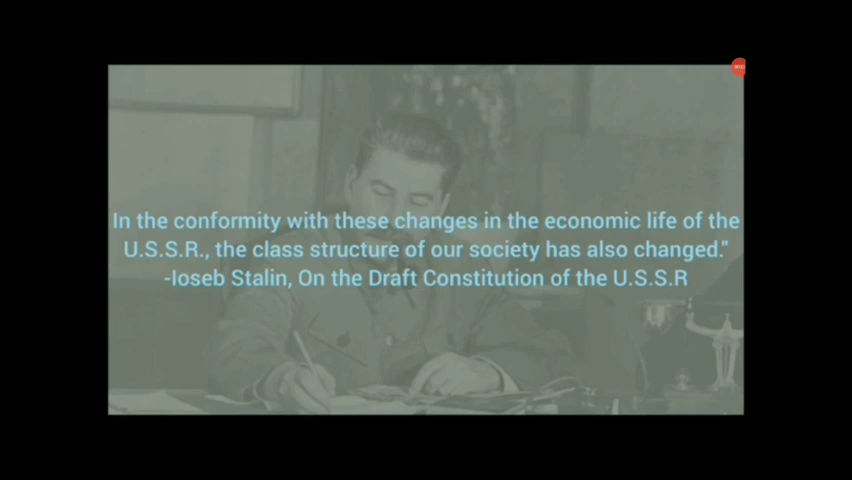 In the conformity with these changes in the economic life of the
U.S.S.R., the class structure of our society has also changed."
-Ioseb Stalin, On the Draft Constitution of the U.S.S.R